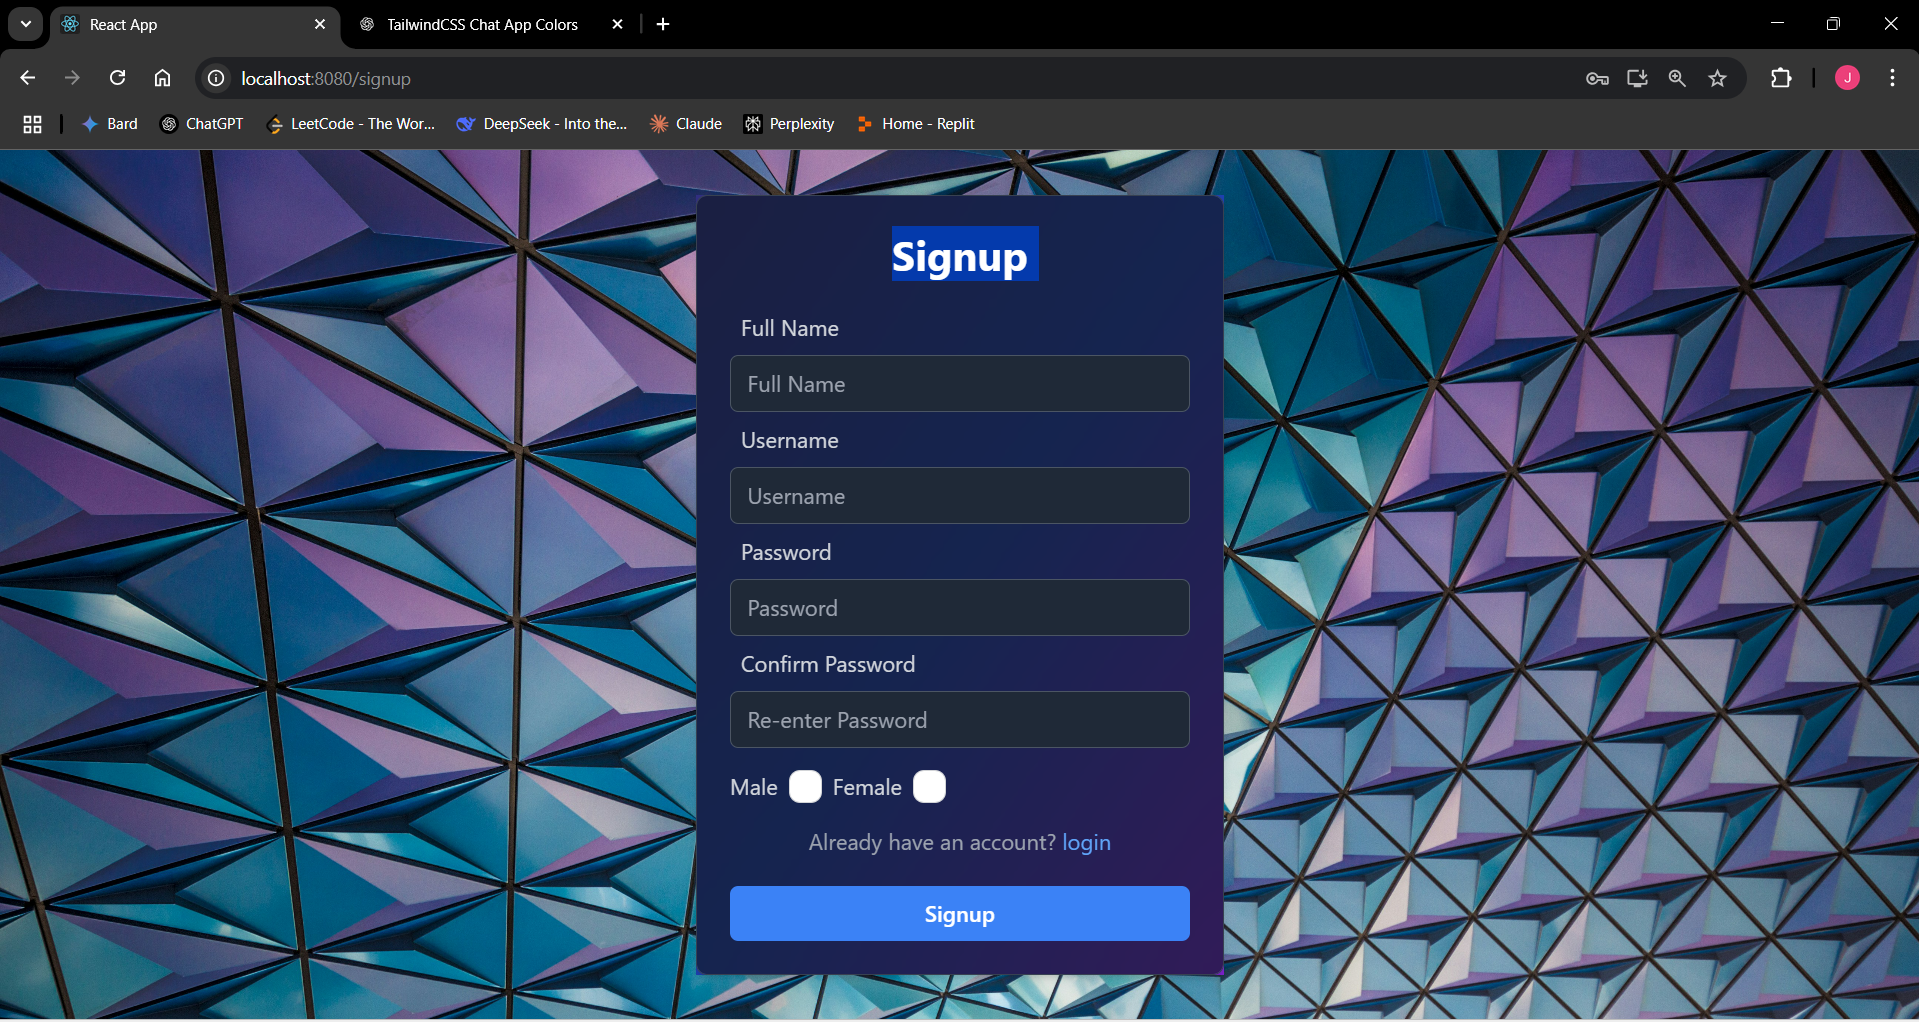 React App
TailwindCSS Chat App Colors
localhost:8080/signup
J
Bard
ChatGPT
LeetCode - The Wor...
DeepSeek - Into the...
Claude
Perplexity
Home - Replit
Signup
Full Name
Full Name
Username
Username
Password
Password
Confirm Password
Re-enter Password
Male Female
Already have an account? login
Signup